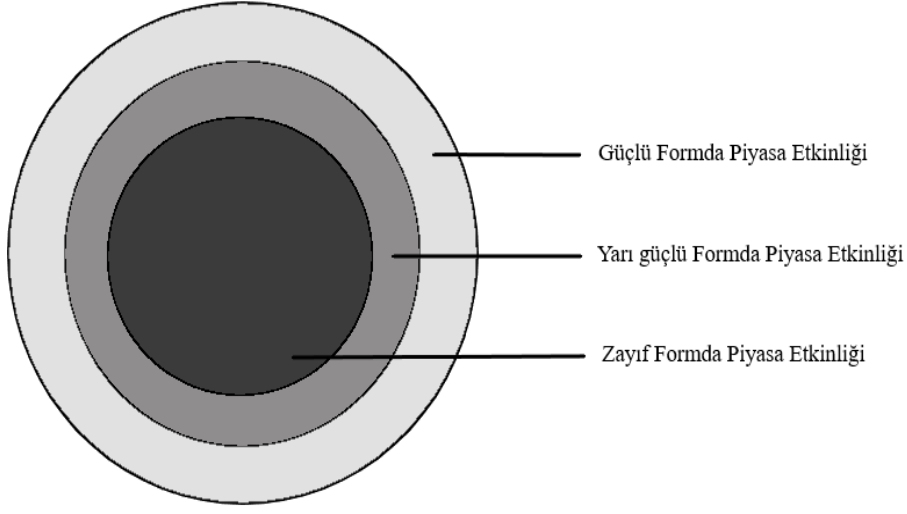 Güçlü Formda Piyasa Etkinliği
Yarı güçlü Formda Piyasa Etkinliği
Zayıf Formda Piyasa Etkinliği